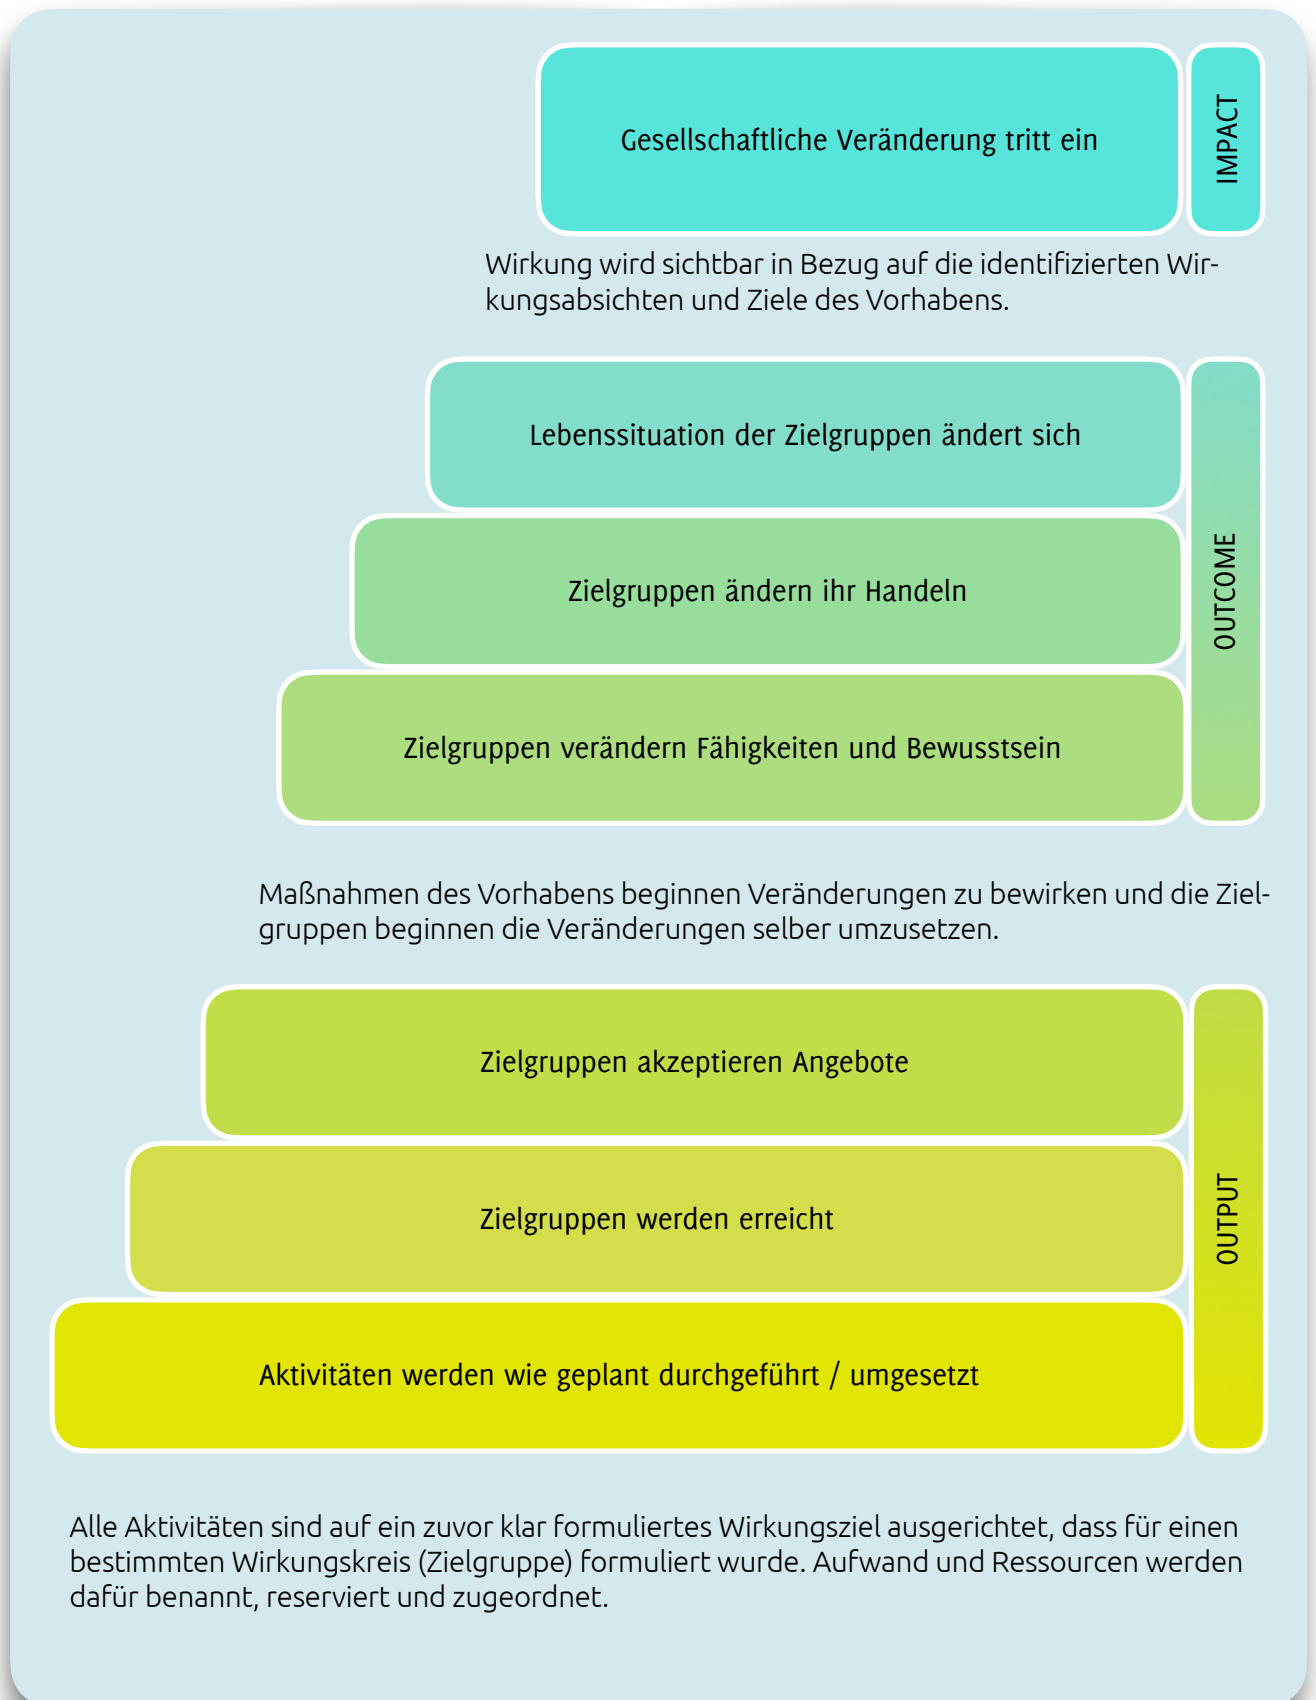 Gesellschaftliche Veränderung tritt ein
IMPACT
Wirkung wird sichtbar in Bezug auf die identifizierten Wir-
kungsabsichten und Ziele des Vorhabens.
Lebenssituation der Zielgruppen ändert sich
Zielgruppen ändern ihr Handeln
OUTCOME
Zielgruppen verändern Fähigkeiten und Bewusstsein
Maßnahmen des Vorhabens beginnen Veränderungen zu bewirken und die Ziel-
gruppen beginnen die Veränderungen selber umzusetzen.
Zielgruppen akzeptieren Angebote
Zielgruppen werden erreicht
OUTPUT
Aktivitäten werden wie geplant durchgeführt / umgesetzt
Alle Aktivitäten sind auf ein zuvor klar formuliertes Wirkungsziel ausgerichtet, dass für einen
bestimmten Wirkungskreis (Zielgruppe) formuliert wurde. Aufwand und Ressourcen werden
dafür benannt, reserviert und zugeordnet.